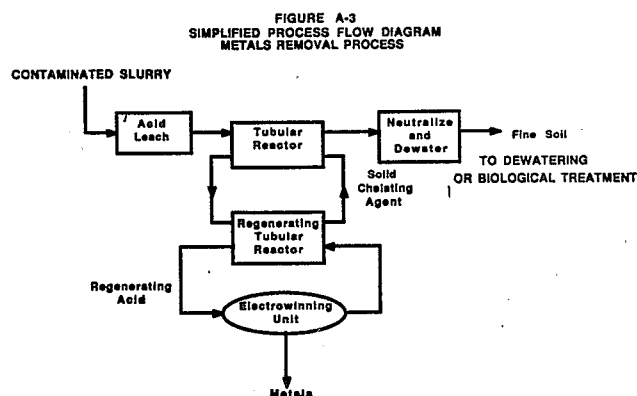 FIGURE A-3
SIMPLIFIED PROCESS FLOW DIAGRAM
METALS REMOVAL PROCESS
CONTAMINATED SLURRY
Acid
Leach
Tubular
Reactor
Neutralize
and
Dewater
Fine Soil
TO DEWATERING
OR BIOLOGICAL TREATMENT
Solid
Chelating
Agent
Regenerating
Tubular
Reactor
Regenerating
Acid
Electrowinning
Unit
Metals